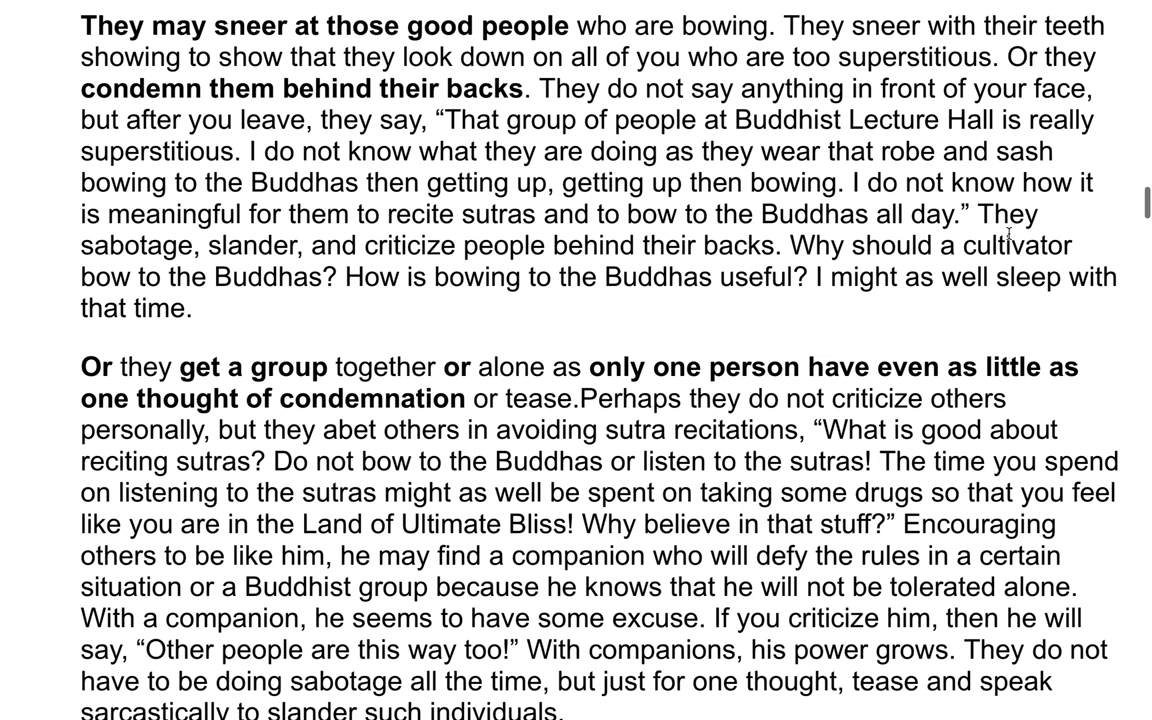 They may sneer at those good people who are bowing. They sneer with their teeth
showing to show that they look down on all of you who are too superstitious. Or they
condemn them behind their backs. They do not say anything in front of your face,
but after you leave, they say, “That group of people at Buddhist Lecture Hall is really
superstitious. I do not know what they are doing as they wear that robe and sash
bowing to the Buddhas then getting up, getting up then bowing. I do not know how it
is meaningful for them to recite sutras and to bow to the Buddhas all day.” They
sabotage, slander, and criticize people behind their backs. Why should a cultivator
bow to the Buddhas? How is bowing to the Buddhas useful? I might as well sleep with
that time.
Or they get a group together or alone as only one person have even as little as
one thought of condemnation or tease.Perhaps they do not criticize others
personally, but they abet others in avoiding sutra recitations, “What is good about
reciting sutras? Do not bow to the Buddhas or listen to the sutras! The time you spend
on listening to the sutras might as well be spent on taking some drugs so that you feel
like you are in the Land of Ultimate Bliss! Why believe in that stuff?” Encouraging
others to be like him, he may find a companion who will defy the rules in a certain
situation or a Buddhist group because he knows that he will not be tolerated alone.
With a companion, he seems to have some excuse. If you criticize him, then he will
say, “Other people are this way too!” With companions, his power grows. They do not
have to be doing sabotage all the time, but just for one thought, tease and speak
sarcastically to slander such individuals.